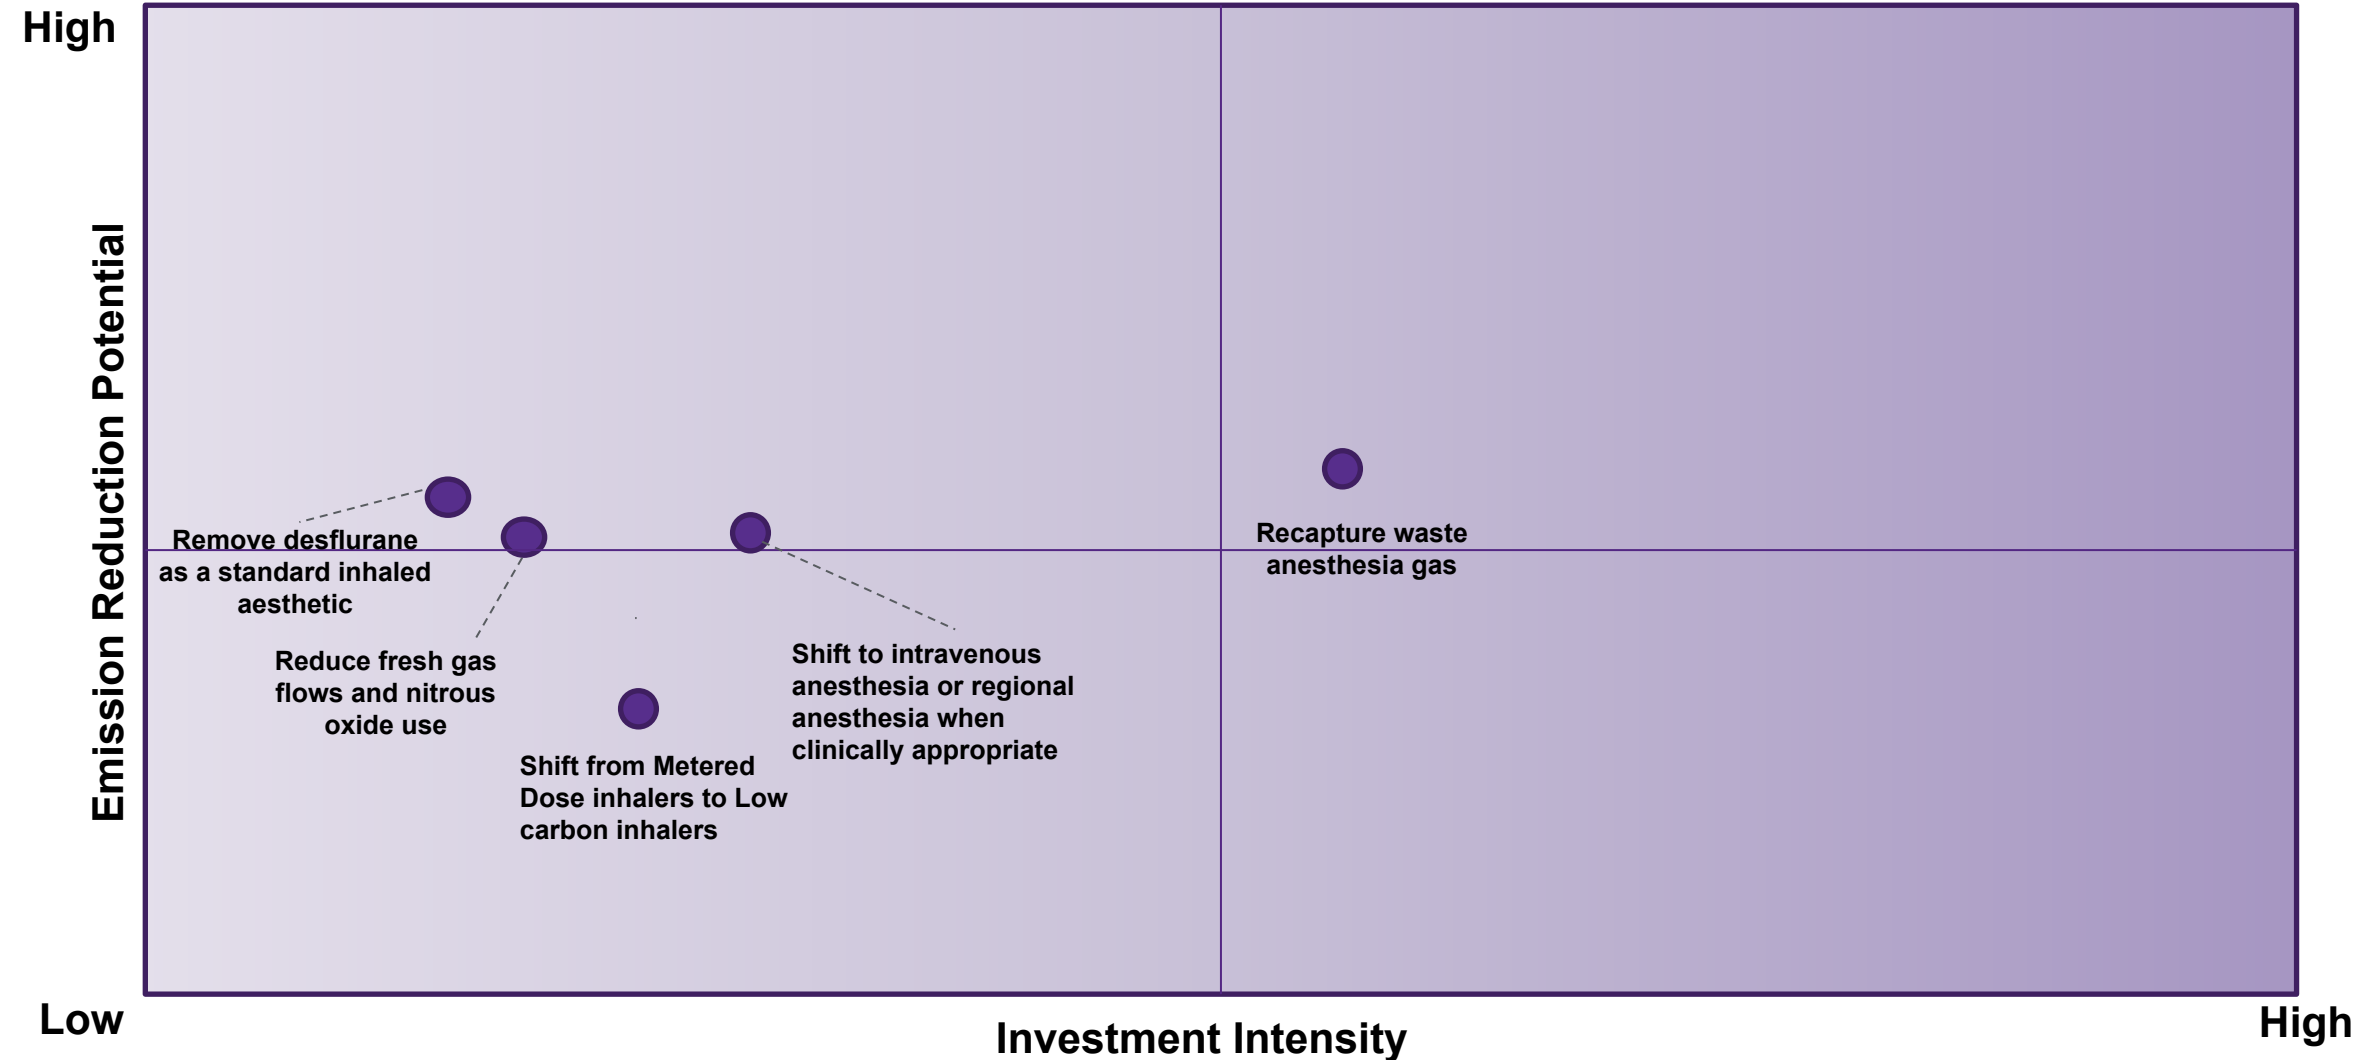 High
Emission Reduction Potential
Remove desflurane
as a standard inhaled
aesthetic
Reduce fresh gas
flows and nitrous
oxide use
Shift from Metered
Dose inhalers to Low
carbon inhalers
Shift to intravenous
anesthesia or regional
anesthesia when
clinically appropriate
Recapture waste
anesthesia gas
Low
Investment Intensity
High